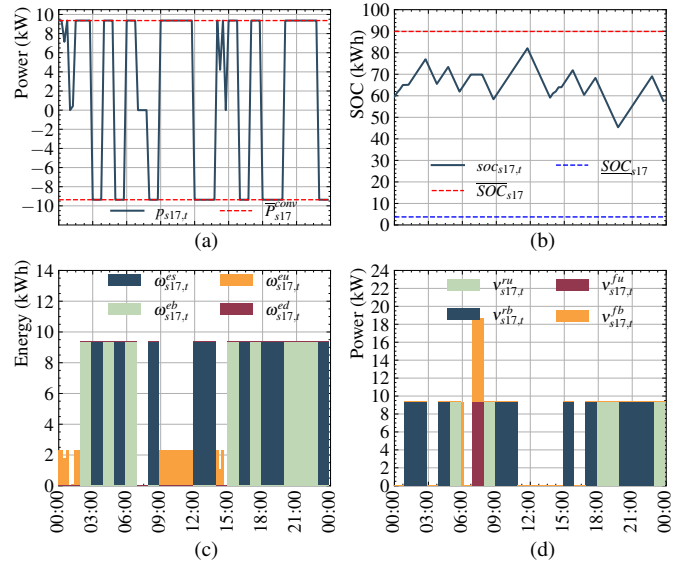 10
8
6
4
2
0
−2
−4
−6
−8
−10
Power (kW)
p_{s17,t}
\overline{P}^{conv}_{s17}
(a)
100
90
80
70
60
50
40
30
20
10
0
SOC (kWh)
soc_{s17,t}
\overline{SOC}_{s17}
\underline{SOC}_{s17}
(b)
14
12
10
8
6
4
2
0
Energy (kWh)
ω^{es}_{s17,t}
ω^{eb}_{s17,t}
ω^{eu}_{s17,t}
ω^{ed}_{s17,t}
00:00 03:00 06:00 09:00 12:00 15:00 18:00 21:00 00:00
(c)
24
22
20
18
16
14
12
10
8
6
4
2
0
Power (kW)
ν^{ru}_{s17,t}
ν^{rb}_{s17,t}
ν^{fu}_{s17,t}
ν^{fb}_{s17,t}
00:00 03:00 06:00 09:00 12:00 15:00 18:00 21:00 00:00
(d)